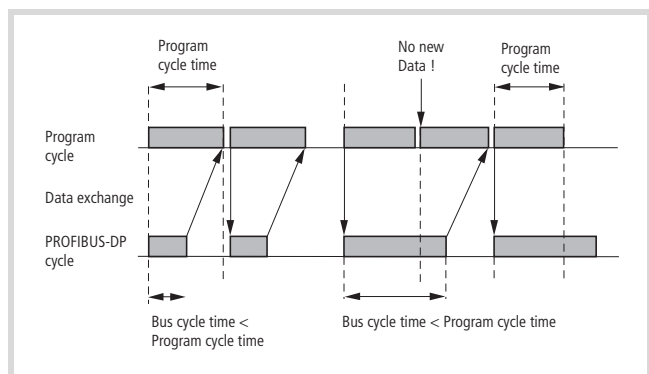 Program
cycle time
No new
Data !
Program
cycle time
Program
cycle
Data exchange
PROFIBUS-DP
cycle
Bus cycle time <
Program cycle time
Bus cycle time < Program cycle time